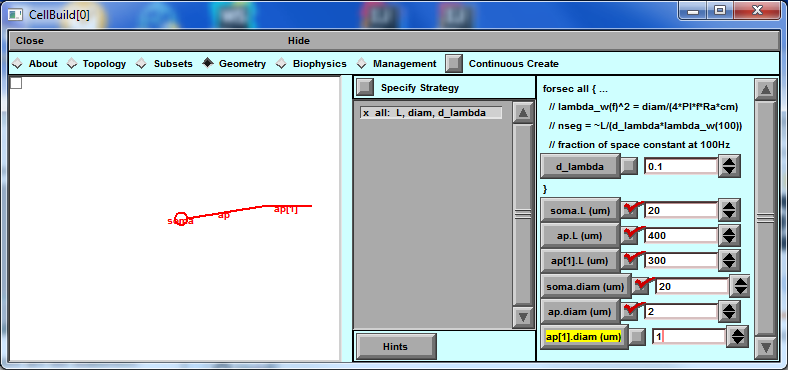 CellBuild[0]
Close Hide
About Topology Subsets Geometry Biophysics Management Continuous Create
Specify Strategy
x all: L, diam, d_lambda
soma ap ap[1]
Hints
forsec all { ...
// lambda_w(f)^2 = diam/(4*PI*f*Ra*cm)
// nseg = ~L/(d_lambda*lambda_w(100))
// fraction of space constant at 100Hz
d_lambda 0.1
}
soma.L (um) 20
ap.L (um) 400
ap[1].L (um) 300
soma.diam (um) 20
ap.diam (um) 2
ap[1].diam (um) 1